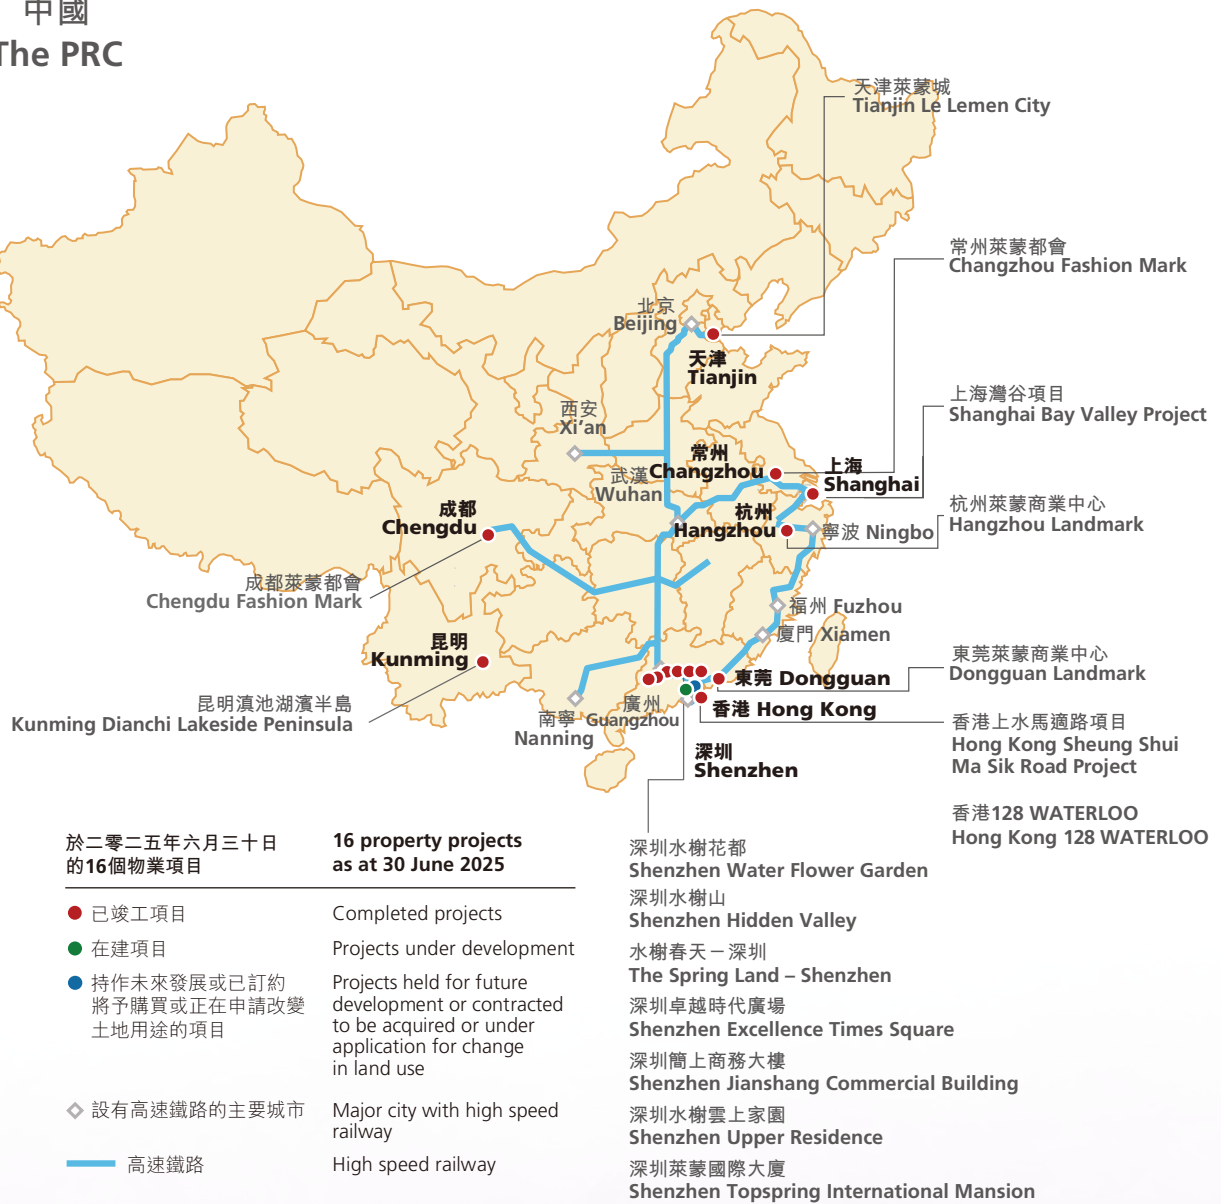 中國
The PRC
天津萊蒙城
Tianjin Le Lemen City
常州萊蒙都會
Changzhou Fashion Mark
北京
Beijing
天津
Tianjin
上海灣谷項目
Shanghai Bay Valley Project
西安
Xi'an
常州
Changzhou
上海
Shanghai
武漢
Wuhan
杭州萊蒙商業中心
Hangzhou Landmark
成都
Chengdu
杭州
Hangzhou
寧波 Ningbo
成都萊蒙都會
Chengdu Fashion Mark
福州 Fuzhou
廈門 Xiamen
昆明
Kunming
東莞萊蒙商業中心
Dongguan Landmark
東莞 Dongguan
昆明滇池湖濱半島
Kunming Dianchi Lakeside Peninsula
南寧
Nanning
廣州
Guangzhou
香港 Hong Kong
香港上水馬適路項目
Hong Kong Sheung Shui
Ma Sik Road Project
深圳
Shenzhen
香港128 WATERLOO
Hong Kong 128 WATERLOO
於二零二五年六月三十日
的16個物業項目
16 property projects
as at 30 June 2025
已竣工項目
Completed projects
在建項目
Projects under development
持作未來發展或已訂約
將予購買或正在申請改變
土地用途的項目
Projects held for future
development or contracted
to be acquired or under
application for change
in land use
設有高速鐵路的主要城市
Major city with high speed
railway
高速鐵路
High speed railway
深圳水榭花都
Shenzhen Water Flower Garden
深圳水榭山
Shenzhen Hidden Valley
水榭春天－深圳
The Spring Land – Shenzhen
深圳卓越時代廣場
Shenzhen Excellence Times Square
深圳簡上商務大樓
Shenzhen Jianshang Commercial Building
深圳水榭雲上家園
Shenzhen Upper Residence
深圳萊蒙國際大廈
Shenzhen Topspring International Mansion